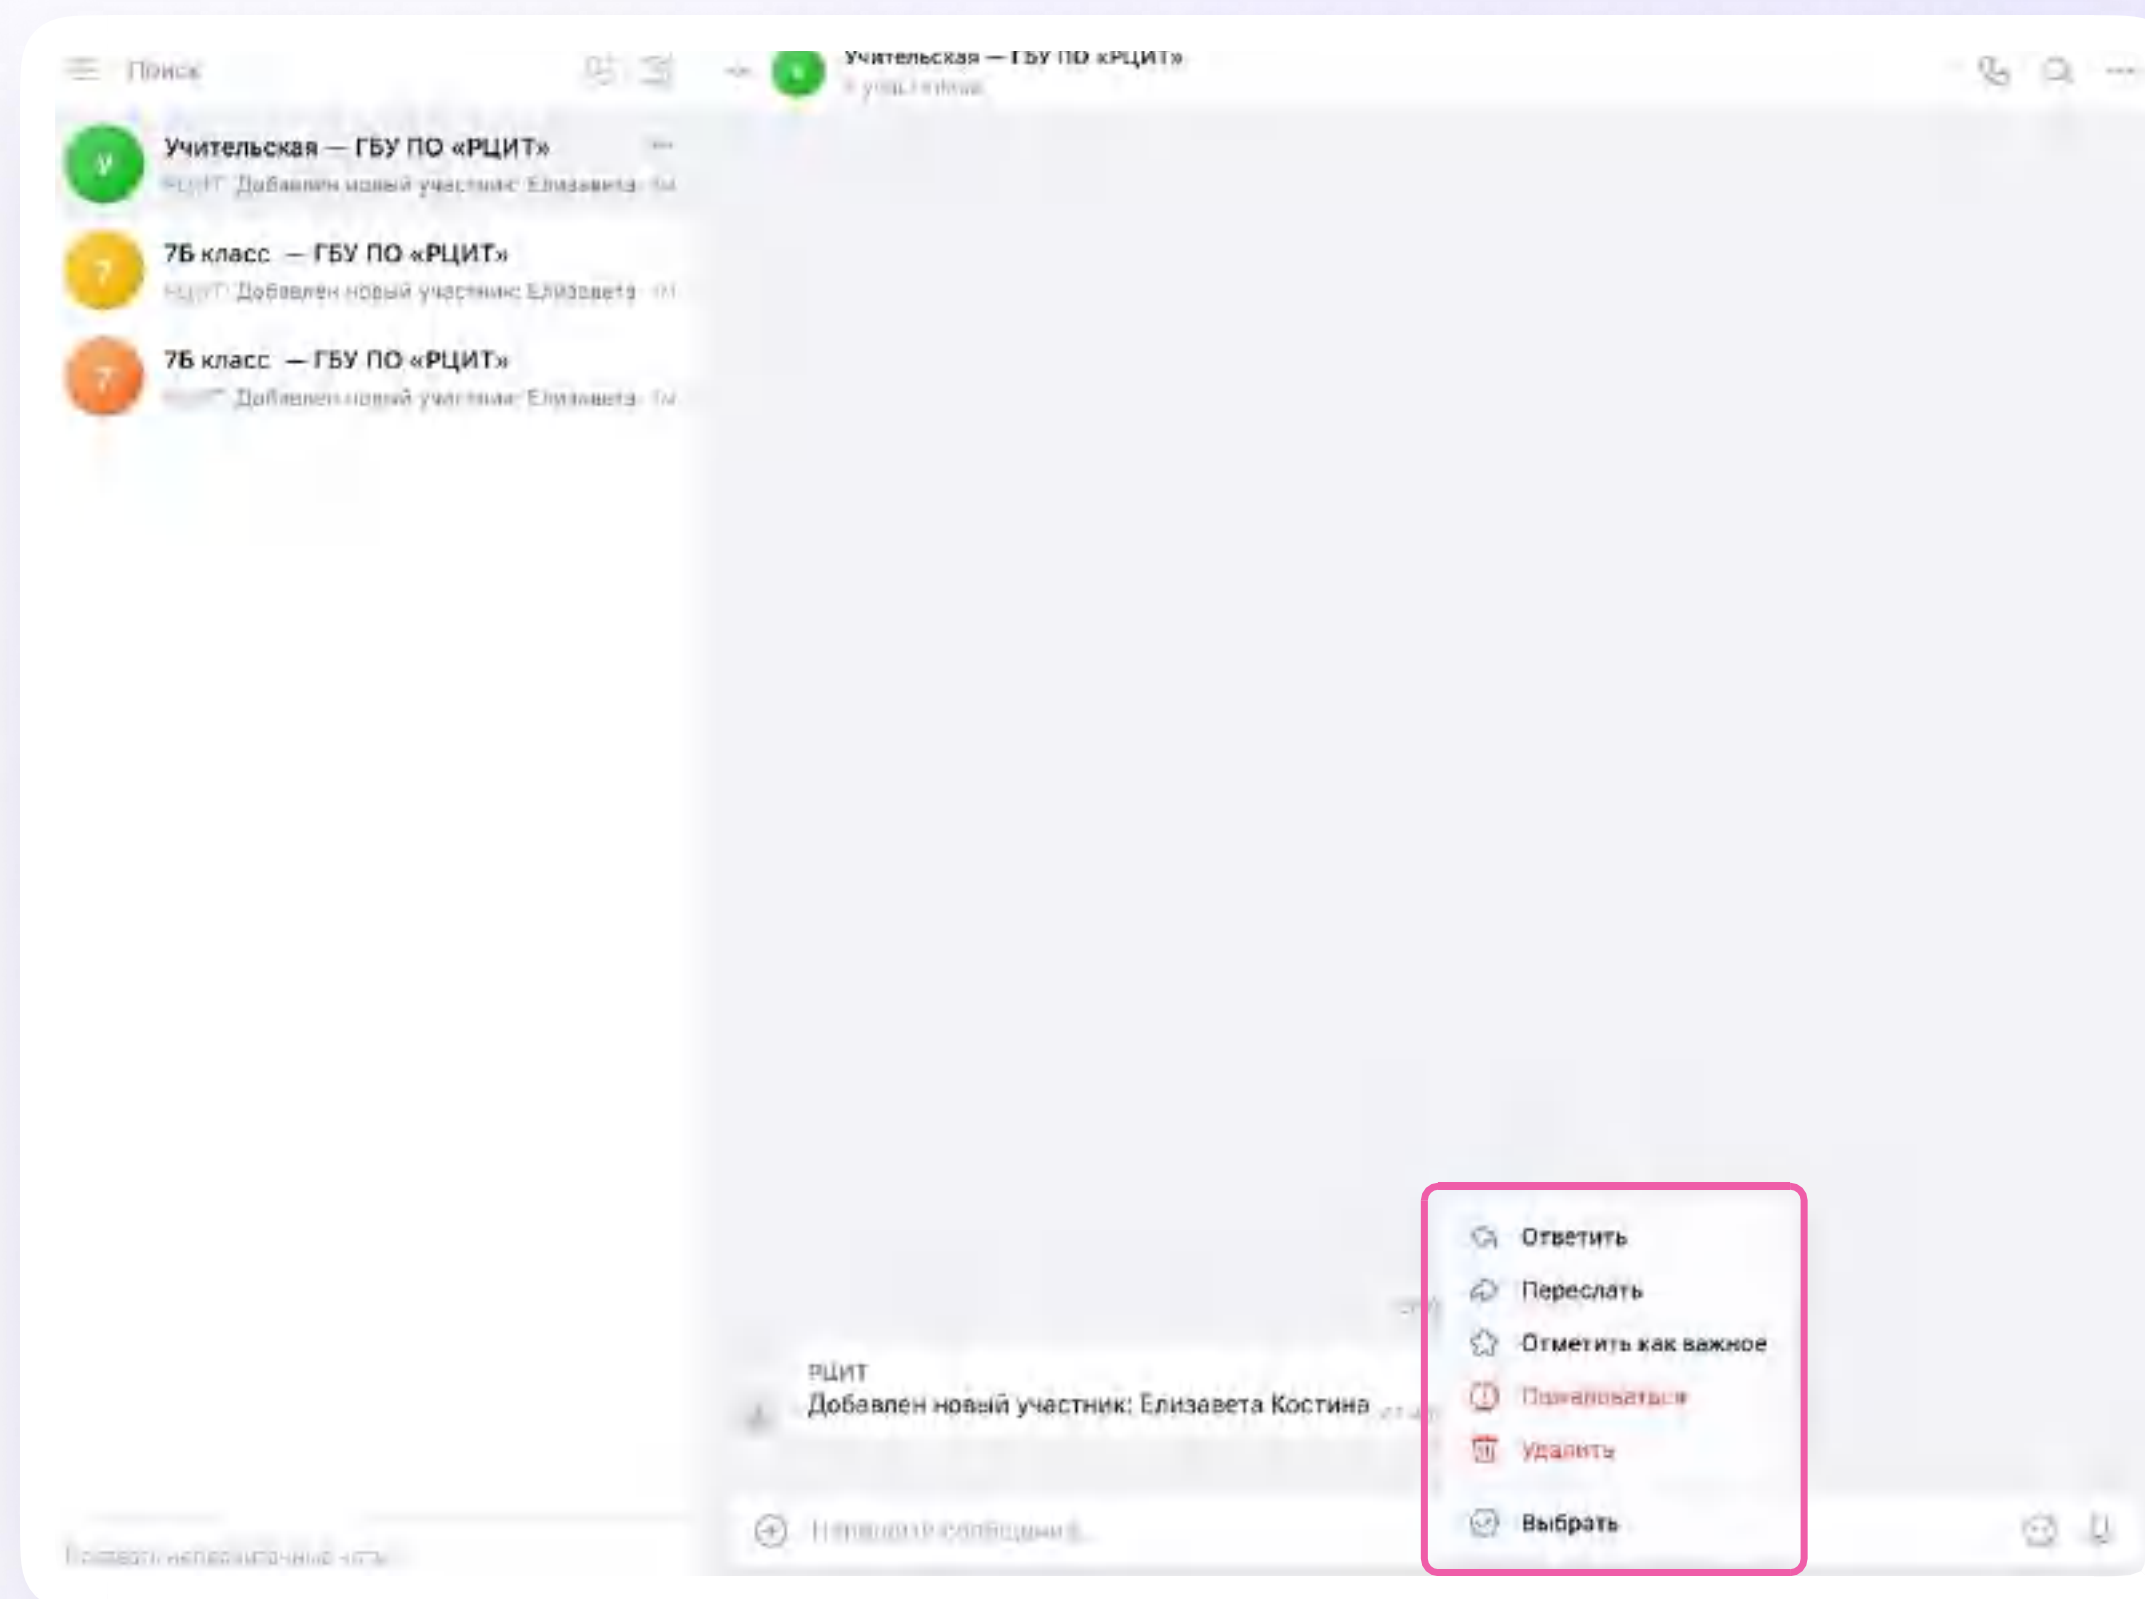 Поиск
Учительская — ГБУ ПО «РЦИТ»
Учительская — ГБУ ПО «РЦИТ»
Добавлен новый участник: Елизавета
7Б класс — ГБУ ПО «РЦИТ»
РЦИТ: Добавлен новый участник: Елизавета
7Б класс — ГБУ ПО «РЦИТ»
Добавлен новый участник: Елизавета
Ответить
Переслать
Отметить как важное
РЦИТ
Пожаловаться
Добавлен новый участник: Елизавета Костина
Удалить
Выбрать